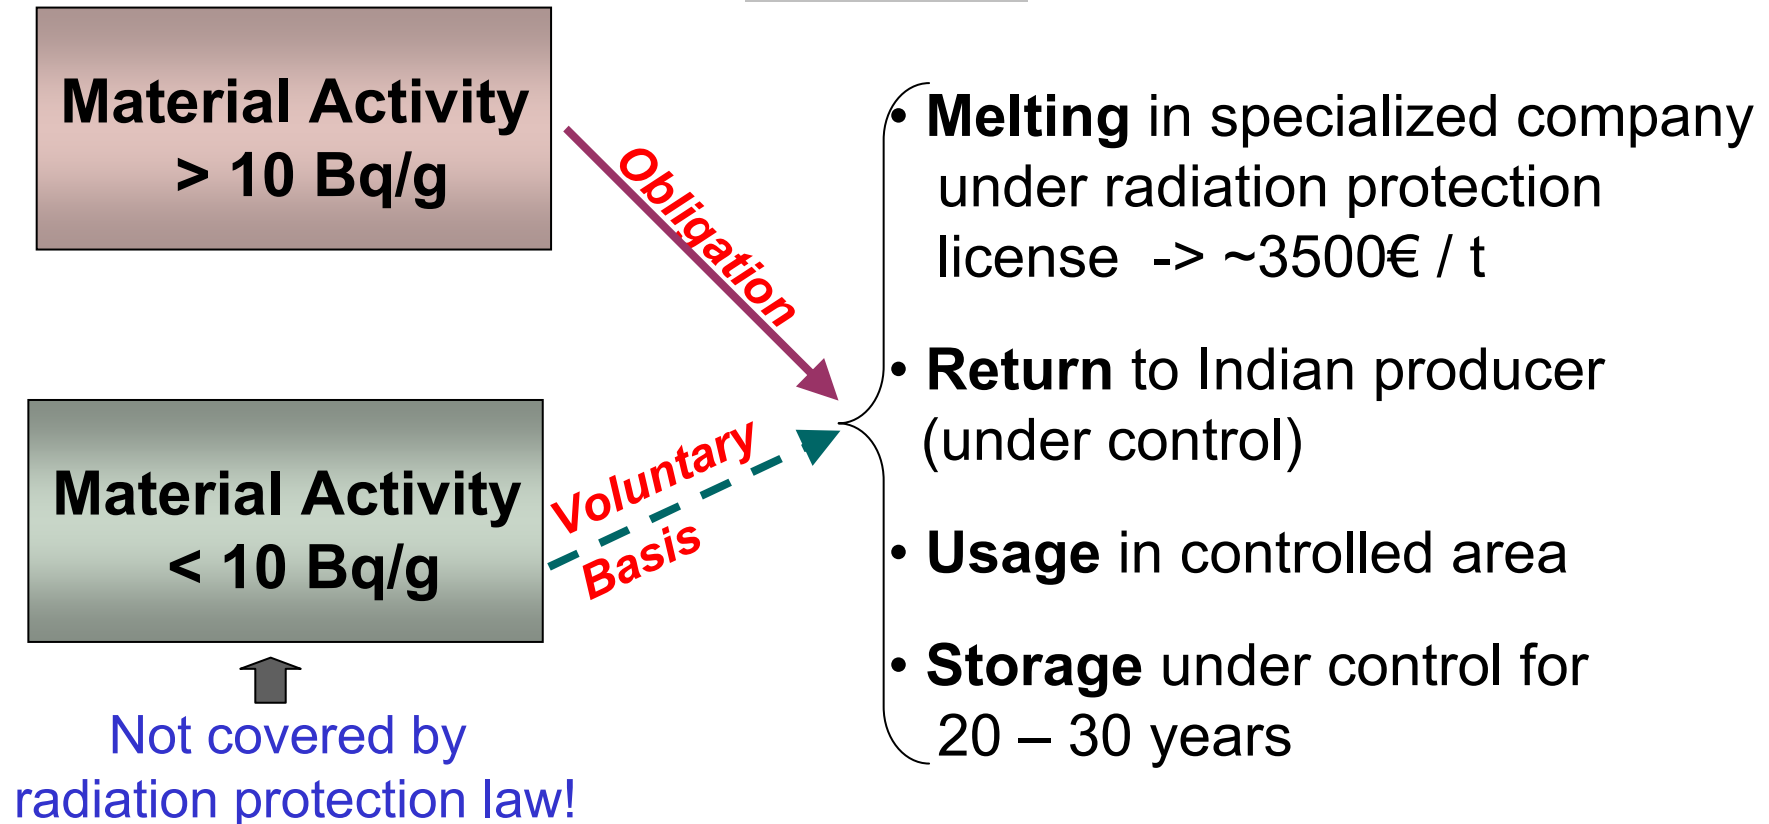 Material Activity
> 10 Bq/g
Obligation
Material Activity
< 10 Bq/g
Voluntary
Basis
Not covered by
radiation protection law!
• Melting in specialized company
under radiation protection
license -> ~3500€ / t
• Return to Indian producer
(under control)
• Usage in controlled area
• Storage under control for
20 – 30 years